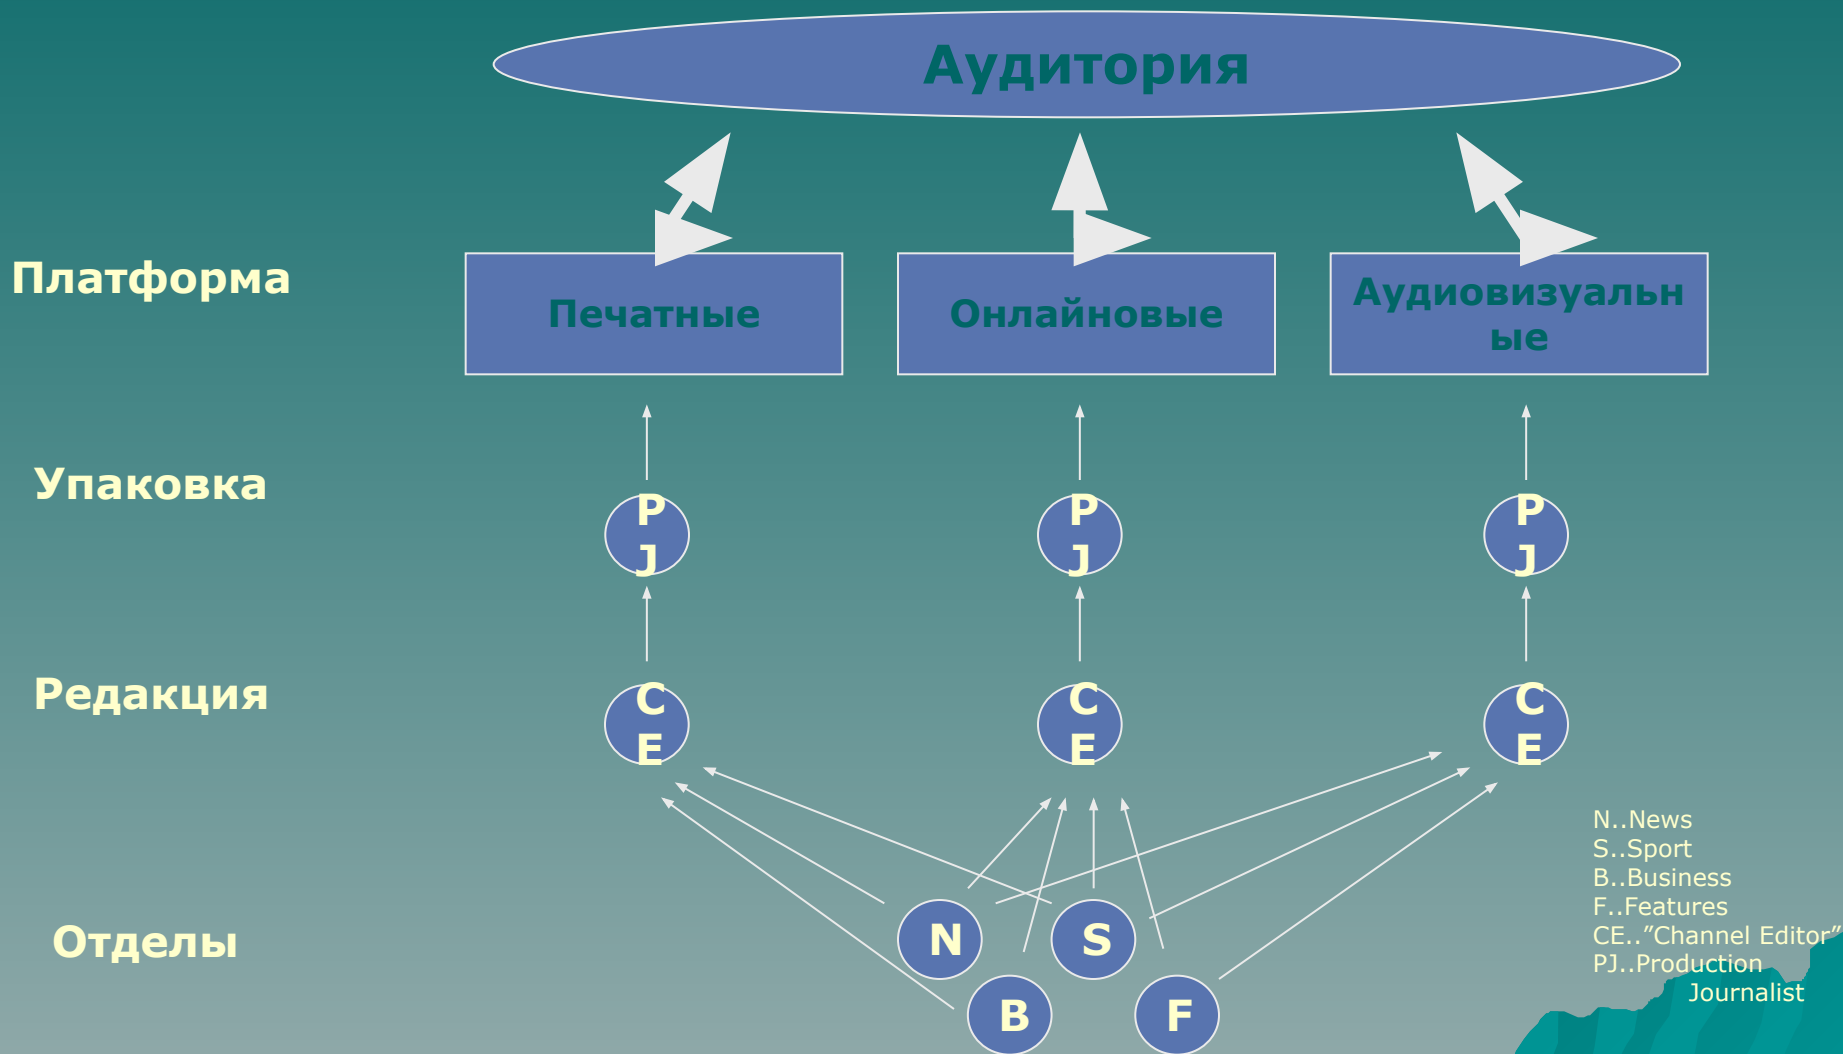 Аудитория
Платформа
Печатные
Онлайновые
Аудиовизуальн
ые
Упаковка
P
J
P
J
P
J
Редакция
C
E
C
E
C
E
Отделы
N
S
B
F
N..News
S..Sport
B..Business
F..Features
CE..”Channel Editor”
PJ..Production
Journalist